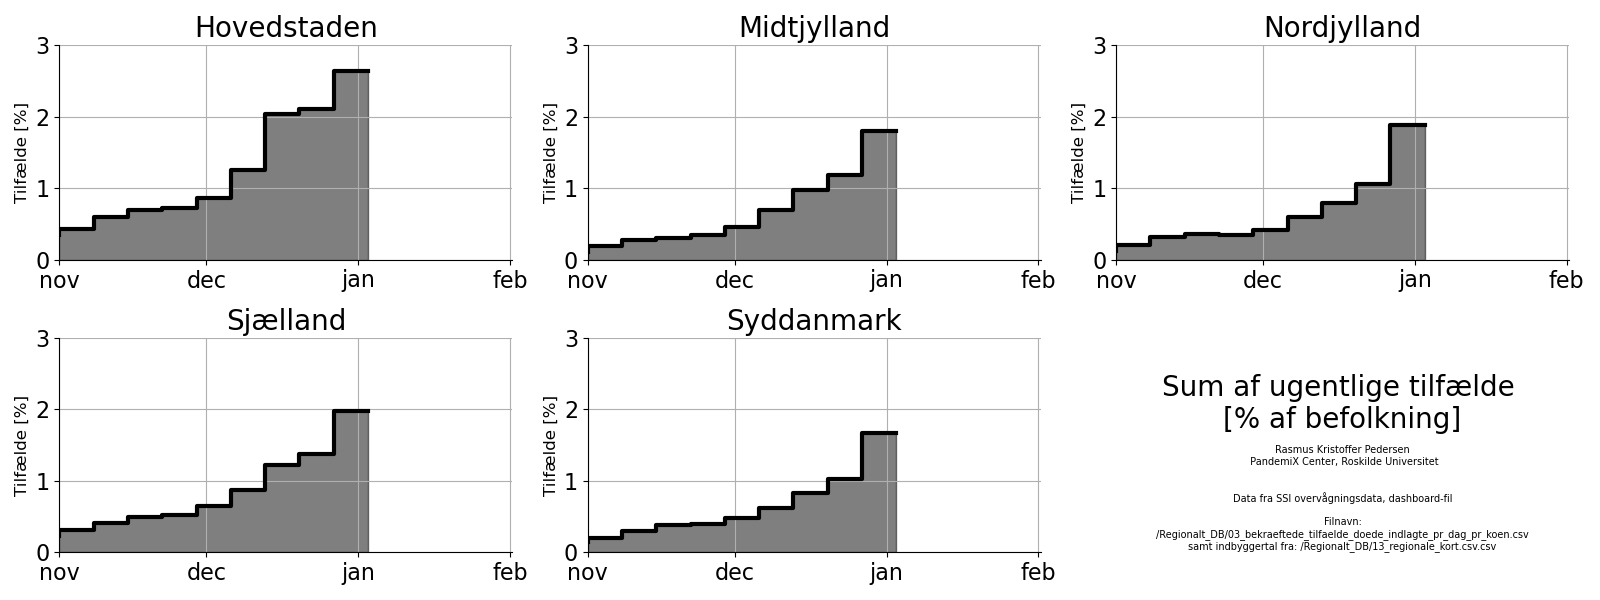 Hovedstaden
3
2
1
0
Tilfælde [%]
nov dec jan feb
Midtjylland
3
2
1
0
Tilfælde [%]
nov dec jan feb
Nordjylland
3
2
1
0
Tilfælde [%]
nov dec jan feb
Sjælland
3
2
1
0
Tilfælde [%]
nov dec jan feb
Syddanmark
3
2
1
0
Tilfælde [%]
nov dec jan feb
Sum af ugentlige tilfælde
[% af befolkning]
Rasmus Kristoffer Pedersen
PandemiX Center, Roskilde Universitet
Data fra SSI overvågningsdata, dashboard-fil
Filnavn:
/Regionalt_DB/03_bekraeftede_tilfaelde_doede_indlagte_pr_dag_pr_koen.csv
samt indbyggertal fra: /Regionalt_DB/13_regionale_kort.csv.csv